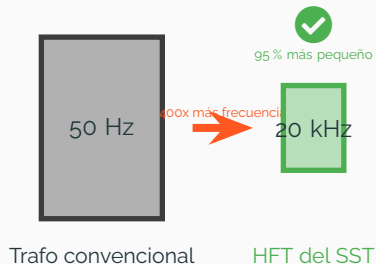 95 % más pequeño
50 Hz
400x más frecuencia
20 kHz
Trafo convencional
HFT del SST